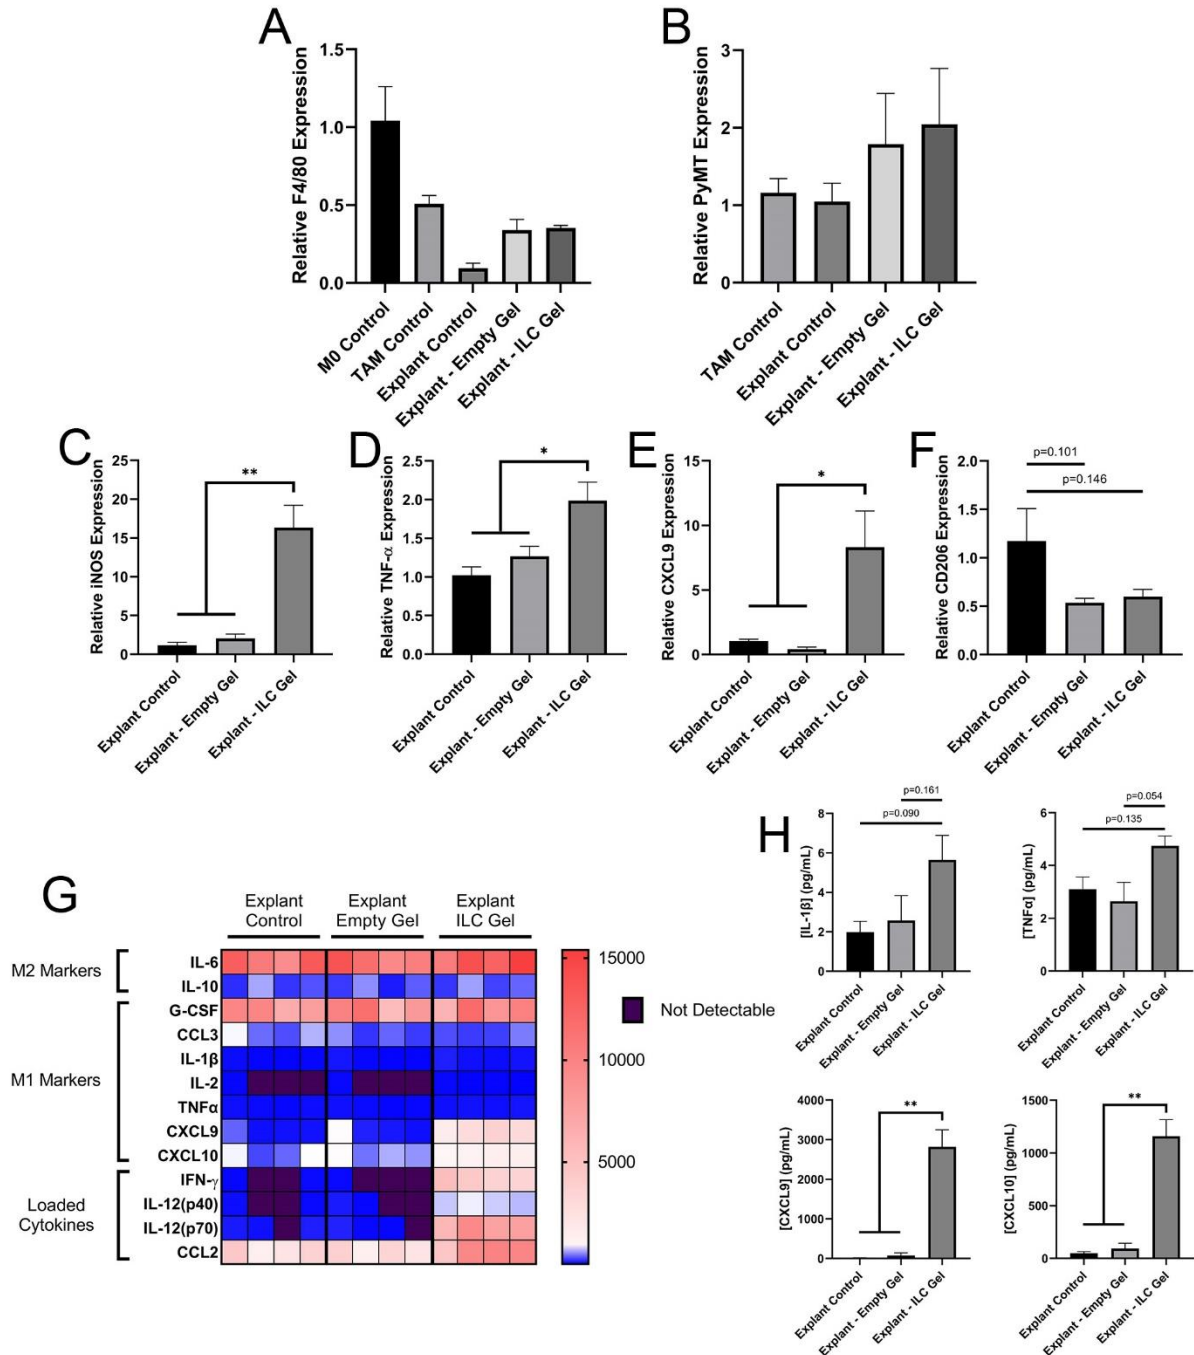 A
Relative F4/80 Expression
1.5
1.0
0.5
0.0
M0 Control
TAM Control
Explant Control
Explant - Empty Gel
Explant - ILC Gel
B
Relative PyMT Expression
3
2
1
0
TAM Control
Explant Control
Explant - Empty Gel
Explant - ILC Gel
C
Relative iNOS Expression
25
20
15
10
5
0
**
Explant Control
Explant - Empty Gel
Explant - ILC Gel
D
Relative TNF-α Expression
2.5
2.0
1.5
1.0
0.5
0.0
*
Explant Control
Explant - Empty Gel
Explant - ILC Gel
E
Relative CXCL9 Expression
15
10
5
0
*
Explant Control
Explant - Empty Gel
Explant - ILC Gel
F
Relative CD206 Expression
2.0
1.5
1.0
0.5
0.0
p=0.101
p=0.146
Explant Control
Explant - Empty Gel
Explant - ILC Gel
G
Explant
Control
Explant
Empty Gel
Explant
ILC Gel
M2 Markers
M1 Markers
Loaded
Cytokines
IL-6
IL-10
G-CSF
CCL3
IL-1β
IL-2
TNFα
CXCL9
CXCL10
IFN-γ
IL-12(p40)
IL-12(p70)
CCL2
15000
10000
5000
Not Detectable
H
[IL-1β] (pg/mL)
8
6
4
2
0
p=0.161
p=0.090
Explant Control
Explant - Empty Gel
Explant - ILC Gel
[TNFα] (pg/mL)
6
4
2
0
p=0.054
p=0.135
Explant Control
Explant - Empty Gel
Explant - ILC Gel
[CXCL9] (pg/mL)
4000
3000
2000
1000
0
**
Explant Control
Explant - Empty Gel
Explant - ILC Gel
[CXCL10] (pg/mL)
1500
1000
500
0
**
Explant Control
Explant - Empty Gel
Explant - ILC Gel